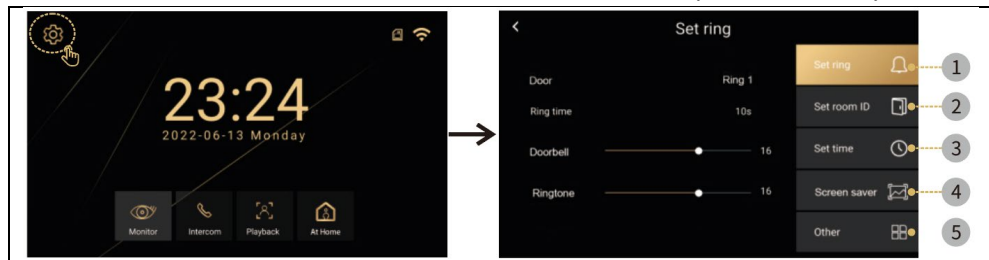 23:24
2022-06-13 Monday
Monitor Intercom Playback At Home
Set ring
Door Ring 1
Ring time 10s
Doorbell 16
Ringtone 16
Set ring 1
Set room ID 2
Set time 3
Screen saver 4
Other 5